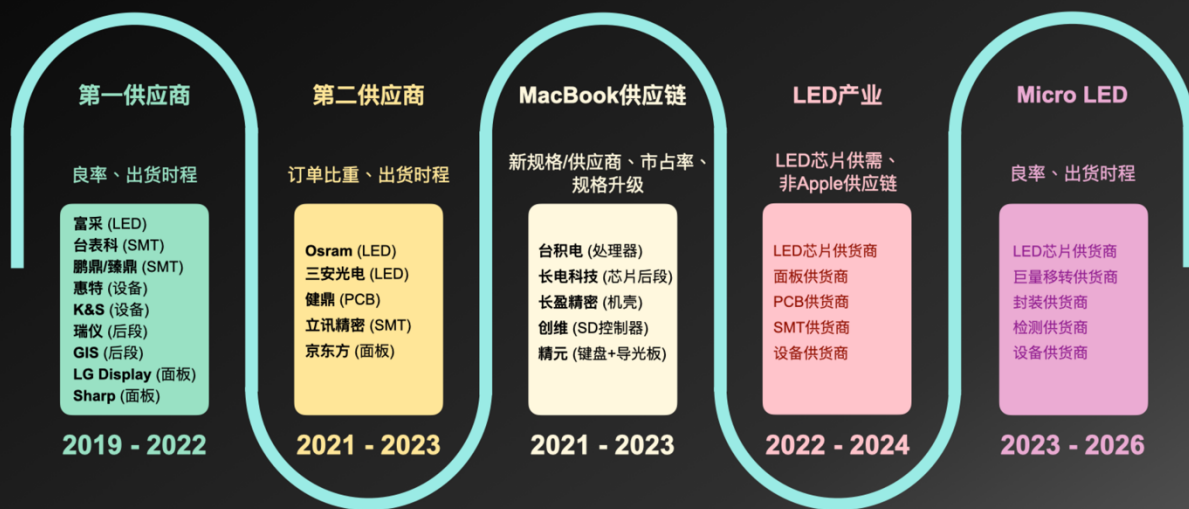 第一供应商
良率、出货时程
富采 (LED)
台表科 (SMT)
鹏鼎/臻鼎 (SMT)
惠特 (设备)
K&S (设备)
瑞仪 (后段)
GIS (后段)
LG Display (面板)
Sharp (面板)
2019 - 2022
第二供应商
订单比重、出货时程
Osram (LED)
三安光电 (LED)
健鼎 (PCB)
立讯精密 (SMT)
京东方 (面板)
2021 - 2023
MacBook供应链
新规格/供应商、市占率、
规格升级
台积电 (处理器)
长电科技 (芯片后段)
长盈精密 (机壳)
创维 (SD控制器)
精元 (键盘+导光板)
2021 - 2023
LED产业
LED芯片供需、
非Apple供应链
LED芯片供货商
面板供货商
PCB供货商
SMT供货商
设备供货商
2022 - 2024
Micro LED
良率、出货时程
LED芯片供货商
巨量移转供货商
封装供货商
检测供货商
设备供货商
2023 - 2026